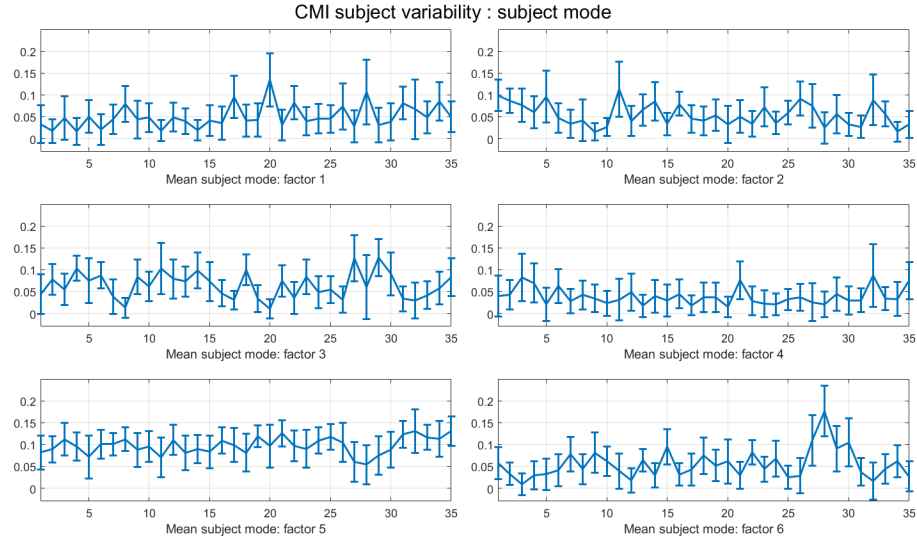 CMI subject variability : subject mode
0.2
0.15
0.1
0.05
0
5 10 15 20 25 30 35
Mean subject mode: factor 1
0.2
0.15
0.1
0.05
0
5 10 15 20 25 30 35
Mean subject mode: factor 2
0.2
0.15
0.1
0.05
0
5 10 15 20 25 30 35
Mean subject mode: factor 3
0.2
0.15
0.1
0.05
0
5 10 15 20 25 30 35
Mean subject mode: factor 4
0.2
0.15
0.1
0.05
0
5 10 15 20 25 30 35
Mean subject mode: factor 5
0.2
0.15
0.1
0.05
0
5 10 15 20 25 30 35
Mean subject mode: factor 6